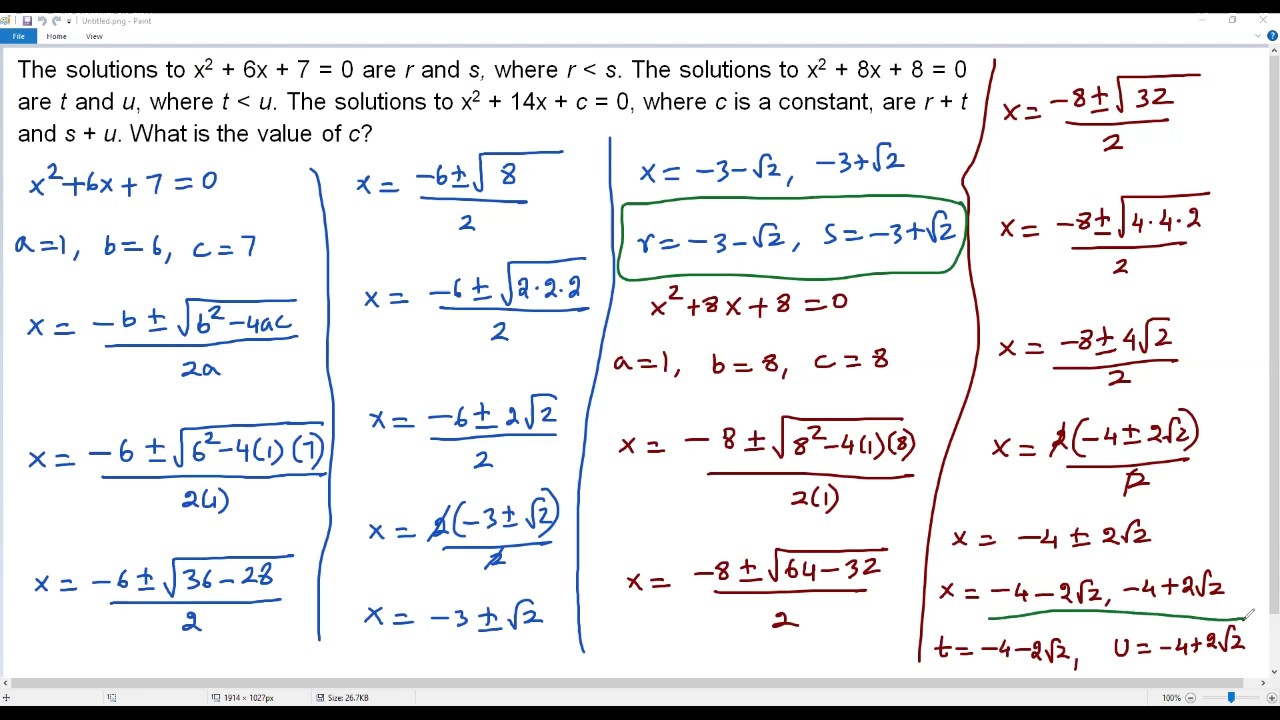 Untitled.png - Paint
File Home View
The solutions to x² + 6x + 7 = 0 are r and s, where r < s. The solutions to x² + 8x + 8 = 0
are t and u, where t < u. The solutions to x² + 14x + c = 0, where c is a constant, are r + t
and s + u. What is the value of c?
x²+6x+7=0
a=1, b=6, c=7
x = (-b ± √(b²-4ac)) / 2a
x = (-6 ± √(6²-4(1)(7))) / 2(1)
x = (-6 ± √(36-28)) / 2
x = (-6 ± √8) / 2
x = (-6 ± √(2·2·2)) / 2
x = (-6 ± 2√2) / 2
x = 2(-3 ± √2) / 2
x = -3 ± √2
x = -3-√2, -3+√2
r = -3-√2, s = -3+√2
x²+8x+8=0
a=1, b=8, c=8
x = (-8 ± √(8²-4(1)(8))) / 2(1)
x = (-8 ± √(64-32)) / 2
x = (-8 ± √32) / 2
x = (-8 ± √(4·4·2)) / 2
x = (-8 ± 4√2) / 2
x = 2(-4 ± 2√2) / 2
x = -4 ± 2√2
x = -4-2√2, -4+2√2
t = -4-2√2, u = -4+2√2
1914 × 1027px Size: 26.7KB 100%